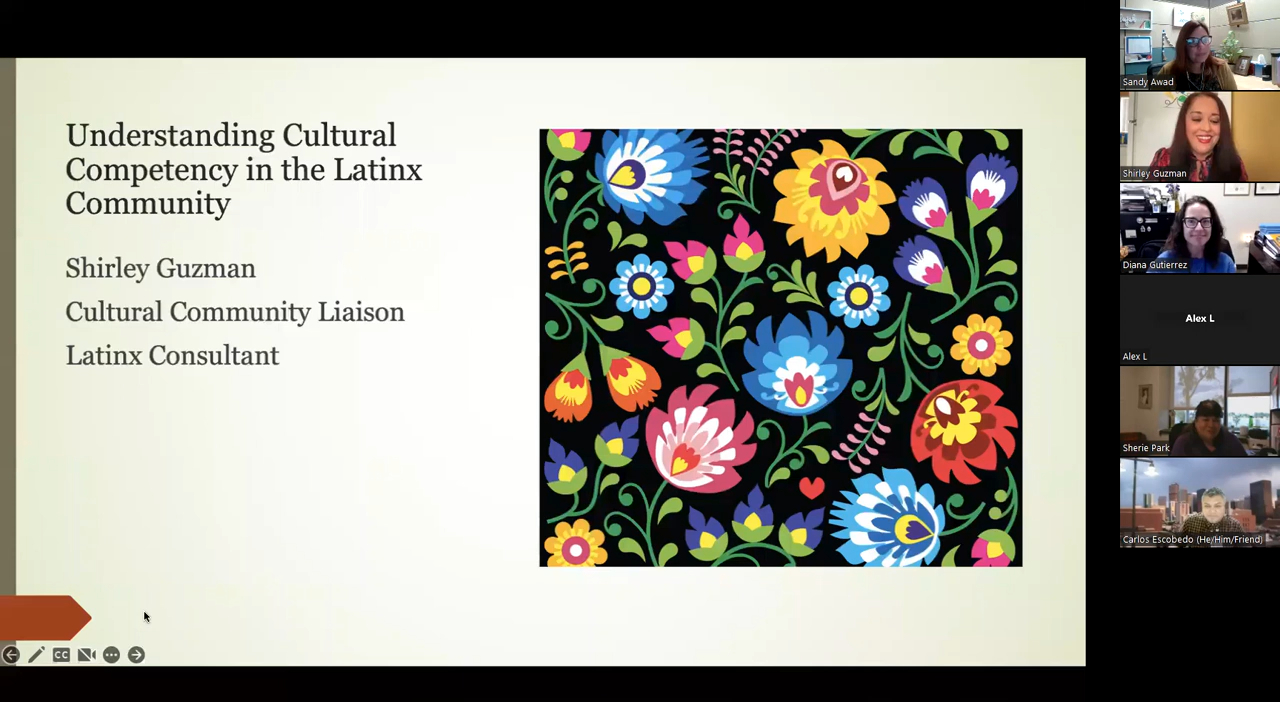 Understanding Cultural
Competency in the Latinx
Community
Shirley Guzman
Cultural Community Liaison
Latinx Consultant
CC
Sandy Awad
Shirley Guzman
Diana Gutierrez
Alex L
Alex L
Sherie Park
Carlos Escobedo (He/Him/Friend)